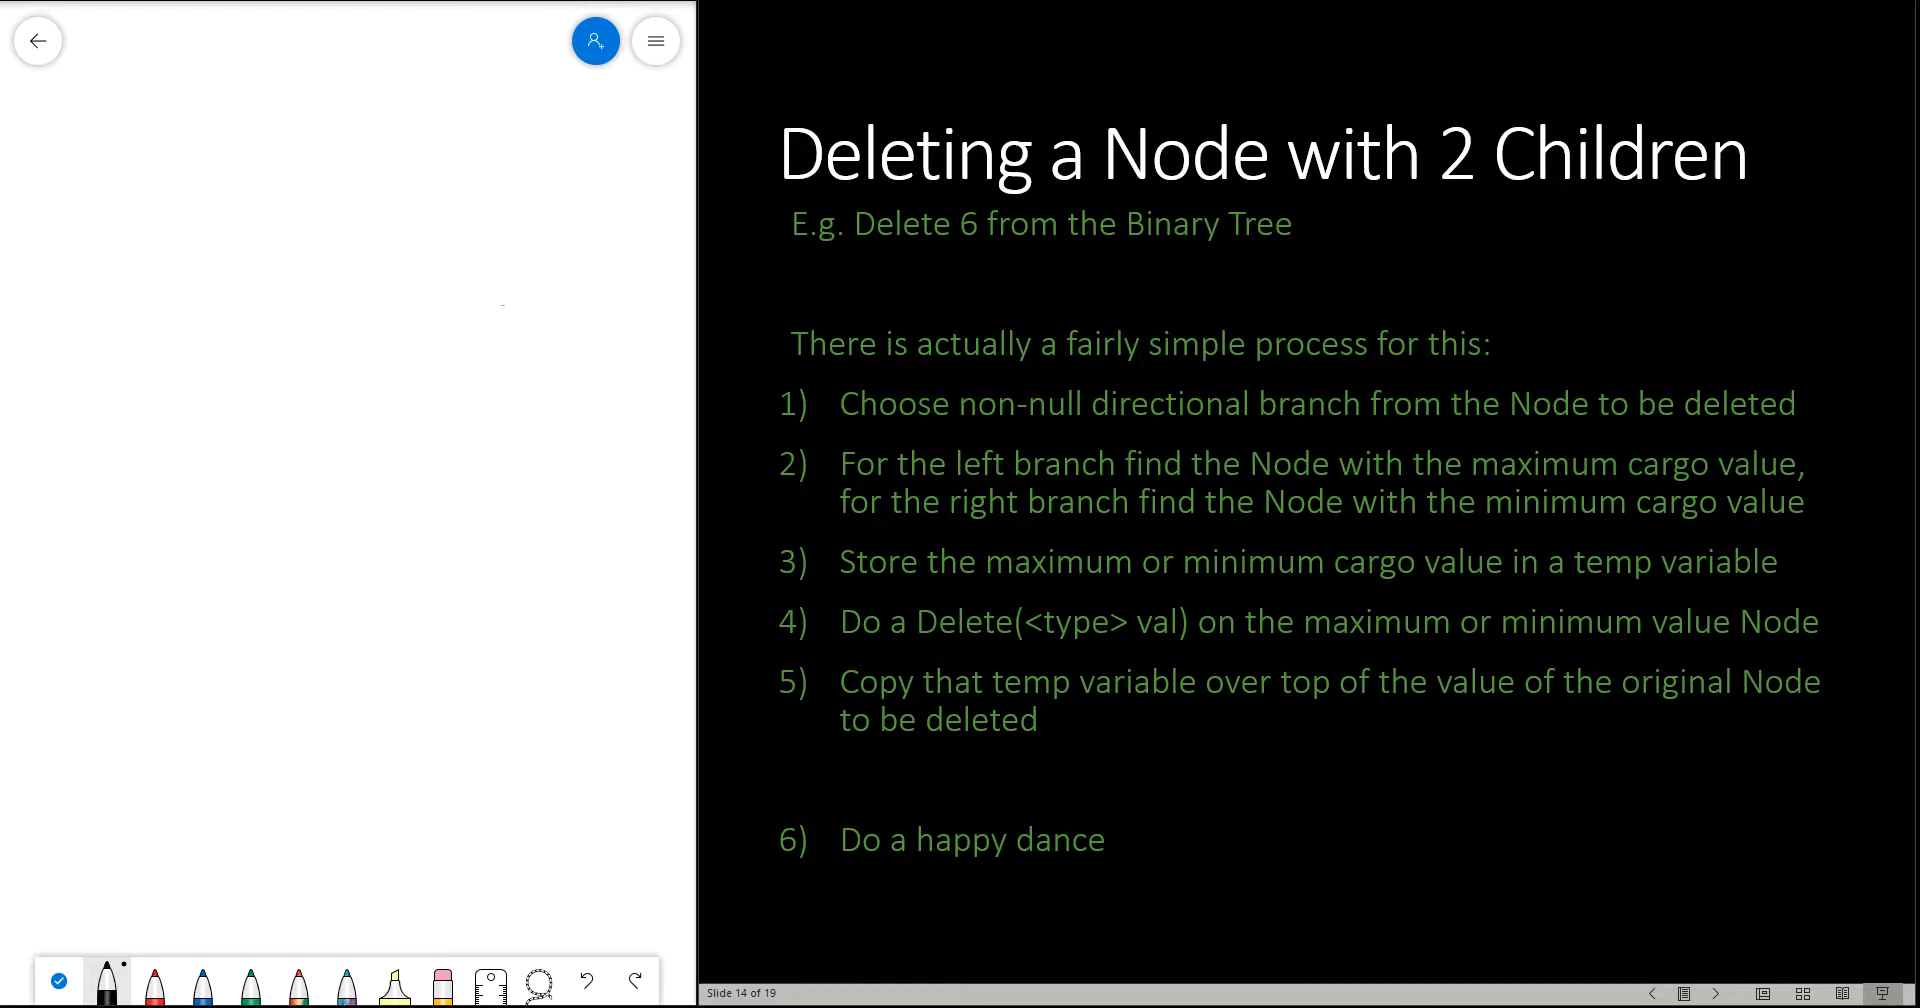 Deleting a Node with 2 Children
E.g. Delete 6 from the Binary Tree
There is actually a fairly simple process for this:
1) Choose non-null directional branch from the Node to be deleted
2) For the left branch find the Node with the maximum cargo value,
for the right branch find the Node with the minimum cargo value
3) Store the maximum or minimum cargo value in a temp variable
4) Do a Delete(<type> val) on the maximum or minimum value Node
5) Copy that temp variable over top of the value of the original Node
to be deleted
6) Do a happy dance
Slide 14 of 19